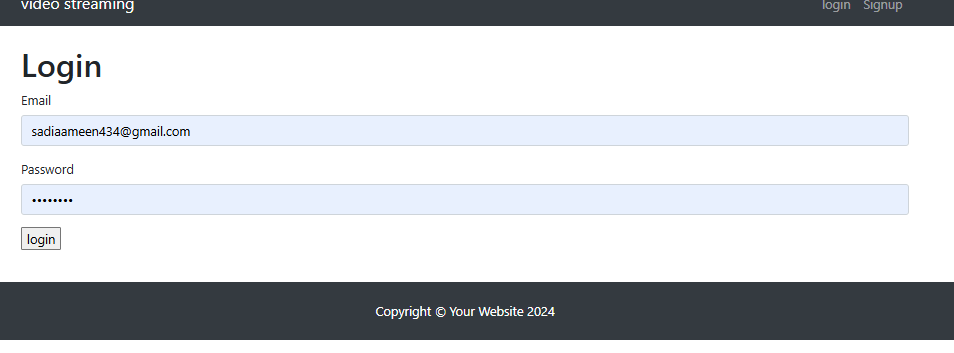 video streaming login Signup
Login
Email
sadiaameen434@gmail.com
Password
••••••••
login
Copyright © Your Website 2024